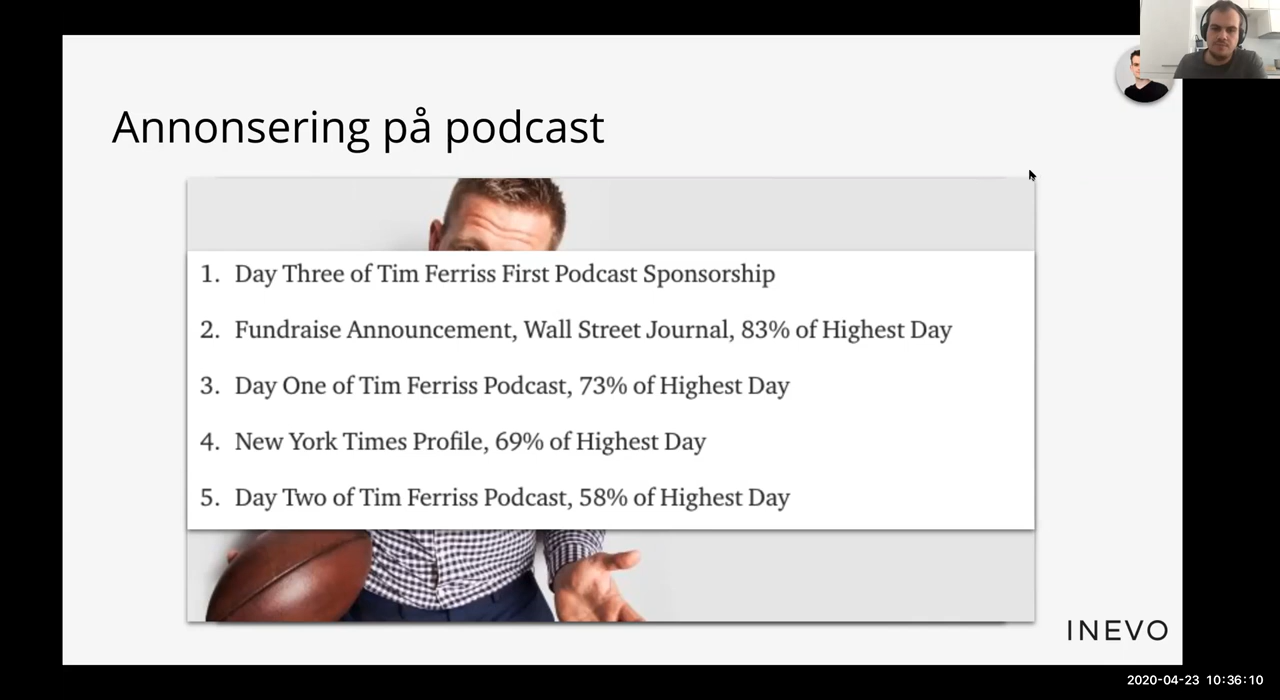 Annonsering på podcast
1. Day Three of Tim Ferriss First Podcast Sponsorship
2. Fundraise Announcement, Wall Street Journal, 83% of Highest Day
3. Day One of Tim Ferriss Podcast, 73% of Highest Day
4. New York Times Profile, 69% of Highest Day
5. Day Two of Tim Ferriss Podcast, 58% of Highest Day
INEVO
2020-04-23 10:36:10